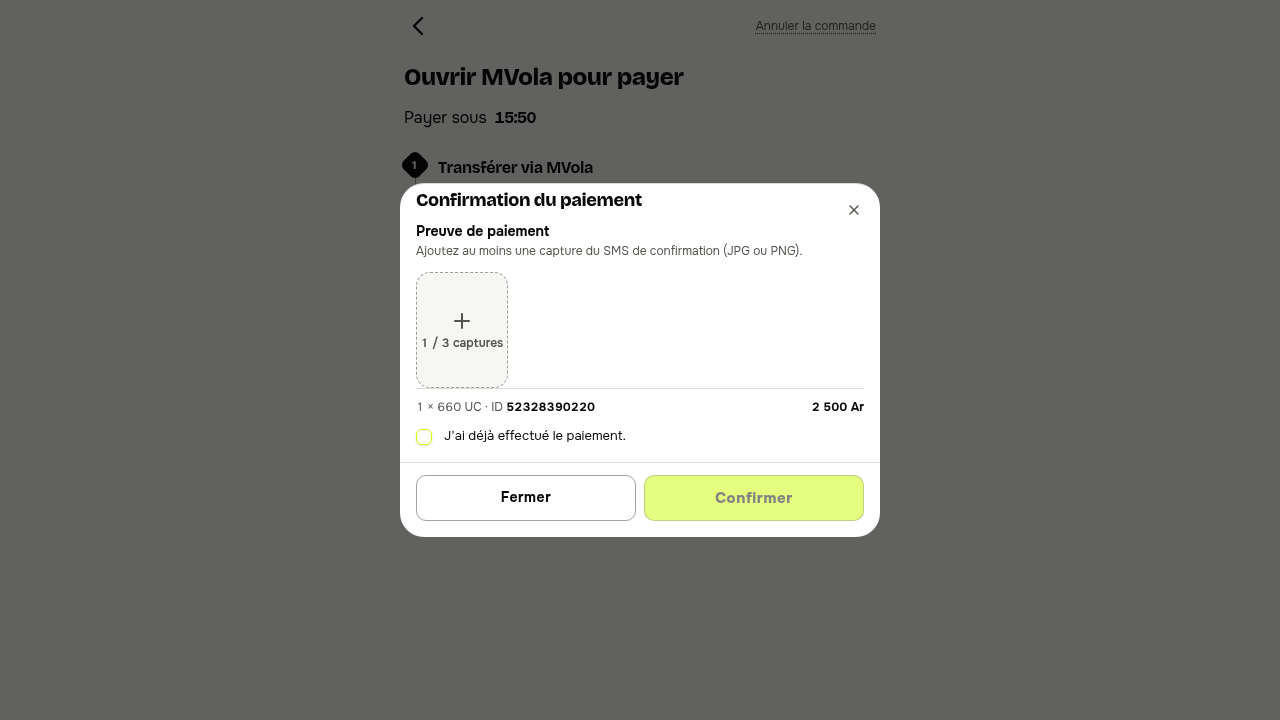 Annuler la commande
Ouvrir MVola pour payer
Payer sous 15:50
1 Transférer via MVola
Confirmation du paiement
Preuve de paiement
Ajoutez au moins une capture du SMS de confirmation (JPG ou PNG).
1 / 3 captures
1 × 660 UC · ID 52328390220 2 500 Ar
J'ai déjà effectué le paiement.
Fermer Confirmer